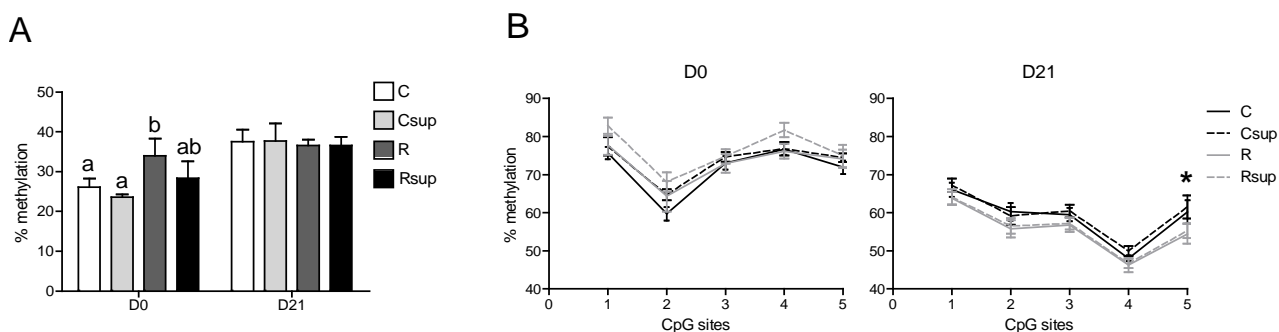 A
% methylation
50
40
30
20
10
0
a
a
b
ab
D0
D21
C
Csup
R
Rsup
B
D0
% methylation
90
80
70
60
50
40
0
1
2
3
4
5
CpG sites
D21
% methylation
90
80
70
60
50
40
*
0
1
2
3
4
5
CpG sites
C
Csup
R
Rsup